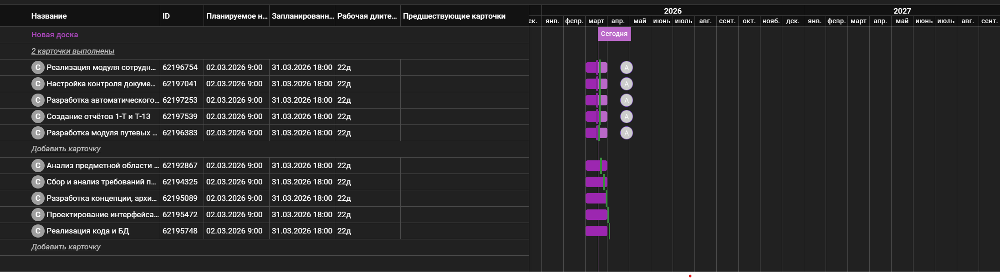 2026 2027
Название ID Планируемое н... Запланированн... Рабочая длите... Предшествующие карточки
ек. янв. февр. март апр. май июнь июль авг. сент. окт. нояб. дек. янв. февр. март апр. май июнь июль авг. сент.
Новая доска Сегодня
2 карточки выполнены
С Реализация модуля сотрудн... 62196754 02.03.2026 9:00 31.03.2026 18:00 22д А
С Настройка контроля докуме... 62197041 02.03.2026 9:00 31.03.2026 18:00 22д А
С Разработка автоматического... 62197253 02.03.2026 9:00 31.03.2026 18:00 22д А
С Создание отчётов 1-Т и Т-13 62197539 02.03.2026 9:00 31.03.2026 18:00 22д А
С Разработка модуля путевых ... 62196383 02.03.2026 9:00 31.03.2026 18:00 22д А
Добавить карточку
С Анализ предметной области ... 62192867 02.03.2026 9:00 31.03.2026 18:00 22д
С Сбор и анализ требований п... 62194325 02.03.2026 9:00 31.03.2026 18:00 22д
С Разработка концепции, архи... 62195089 02.03.2026 9:00 31.03.2026 18:00 22д
С Проектирование интерфейса... 62195472 02.03.2026 9:00 31.03.2026 18:00 22д
С Реализация кода и БД 62195748 02.03.2026 9:00 31.03.2026 18:00 22д
Добавить карточку